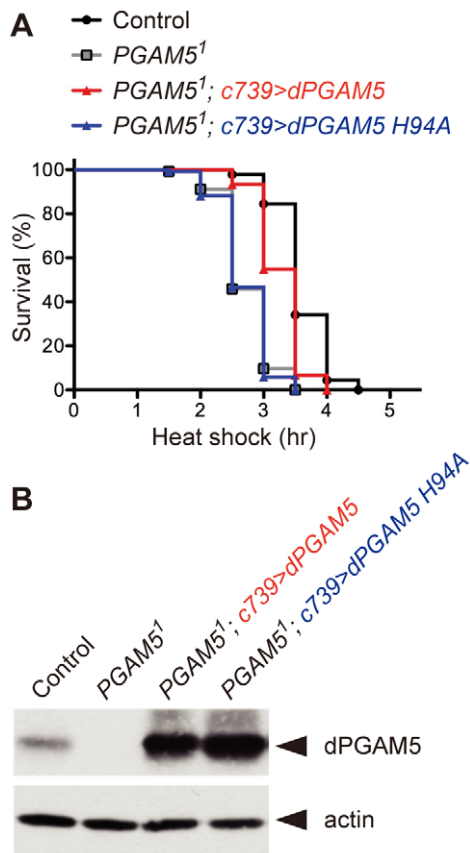 A
Control
PGAM5¹
PGAM5¹; c739>dPGAM5
PGAM5¹; c739>dPGAM5 H94A
Survival (%)
100
80
60
40
20
0
0 1 2 3 4 5
Heat shock (hr)
B
Control
PGAM5¹
PGAM5¹; c739>dPGAM5
PGAM5¹; c739>dPGAM5 H94A
dPGAM5
actin